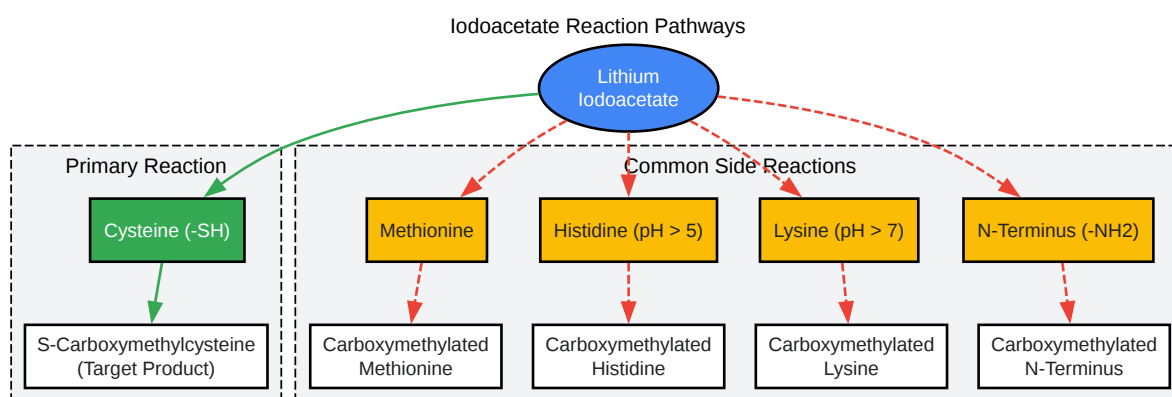 Iodoacetate Reaction Pathways
Lithium
Iodoacetate
Primary Reaction
Common Side Reactions
Cysteine (-SH)
Methionine
Histidine (pH > 5)
Lysine (pH > 7)
N-Terminus (-NH2)
S-Carboxymethylcysteine
(Target Product)
Carboxymethylated
Methionine
Carboxymethylated
Histidine
Carboxymethylated
Lysine
Carboxymethylated
N-Terminus